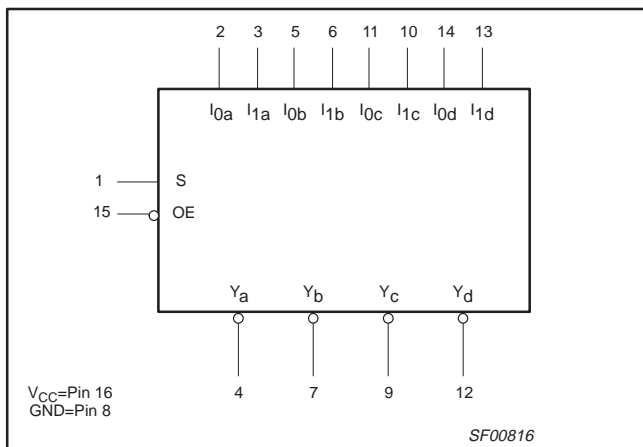 2 3 5 6 11 10 14 13
I0a I1a I0b I1b I0c I1c I0d I1d
1 S
15 OE
Ya Yb Yc Yd
4 7 9 12
VCC=Pin 16
GND=Pin 8
SF00816